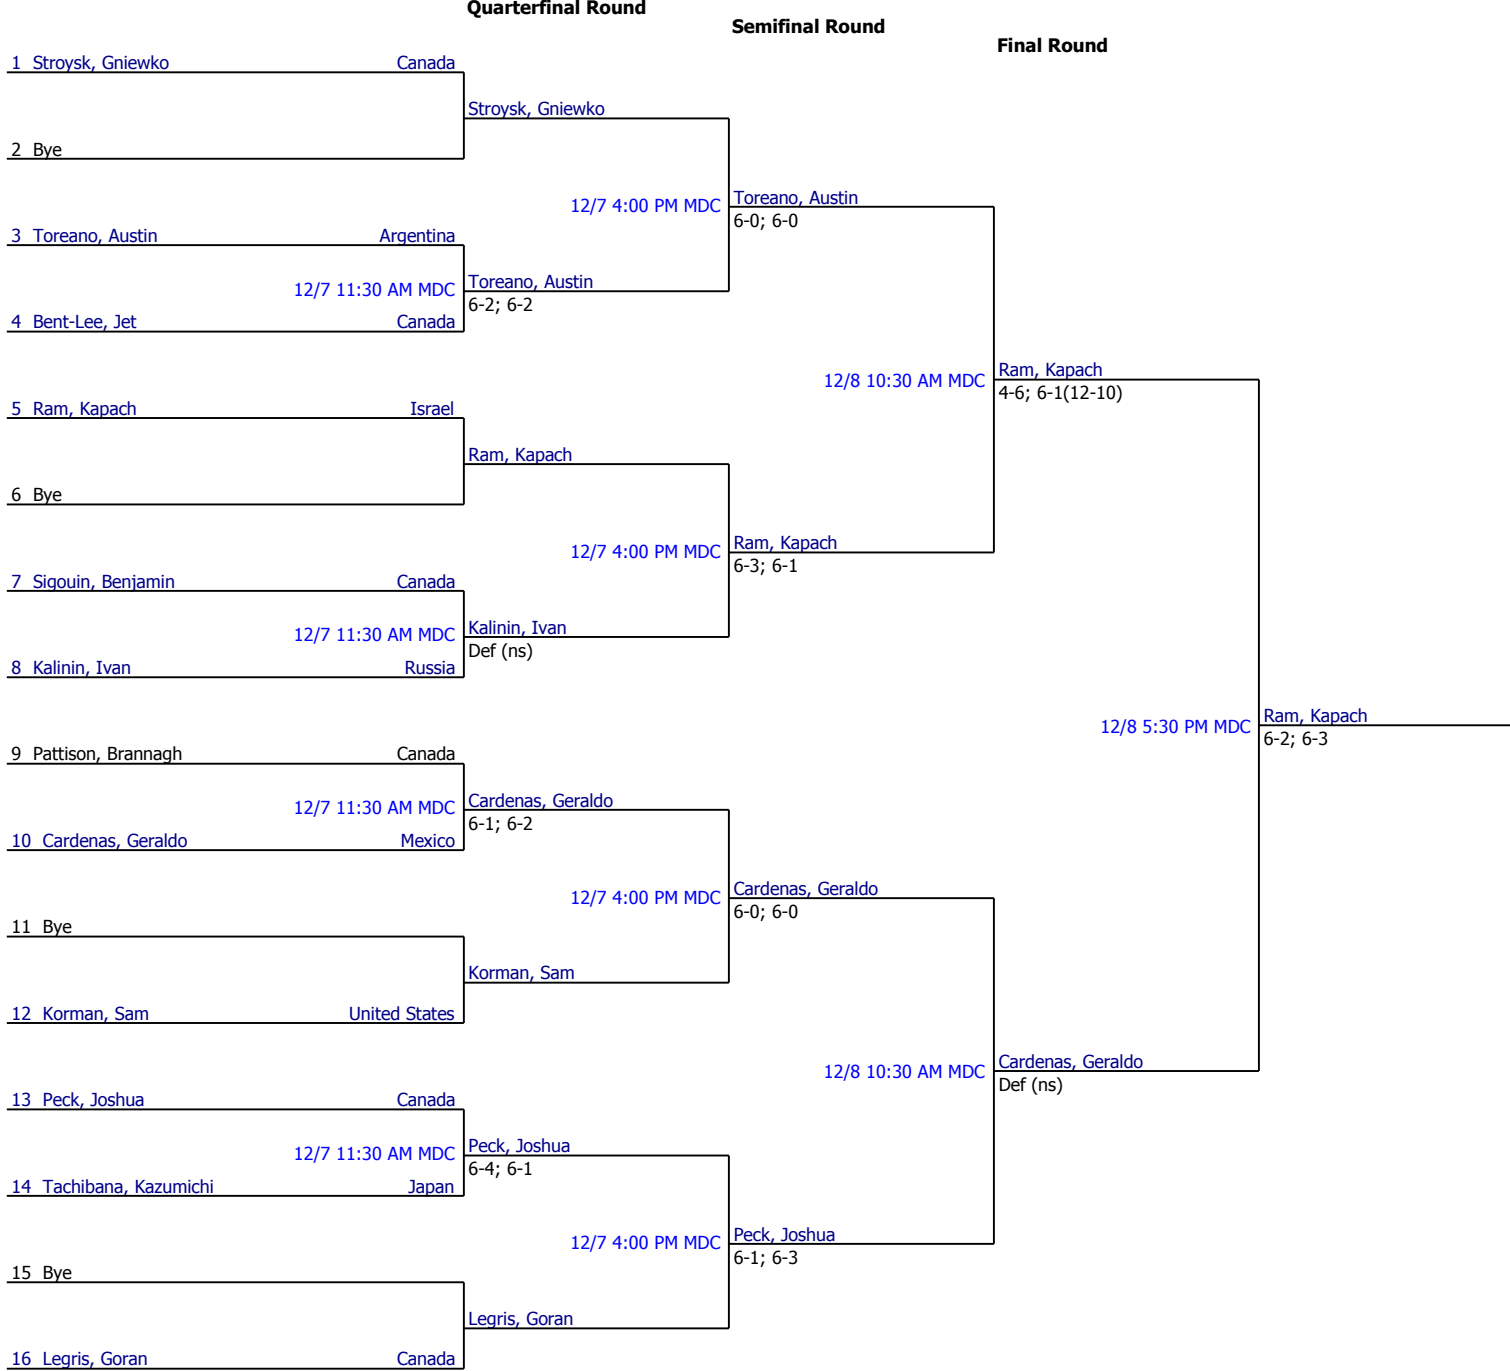 Quarterfinal Round
Semifinal Round
Final Round
1 Stroysk, Gniewko Canada
Stroysk, Gniewko
2 Bye
12/7 4:00 PM MDC Toreano, Austin
6-0; 6-0
3 Toreano, Austin Argentina
12/7 11:30 AM MDC Toreano, Austin
6-2; 6-2
4 Bent-Lee, Jet Canada
12/8 10:30 AM MDC Ram, Kapach
4-6; 6-1(12-10)
5 Ram, Kapach Israel
Ram, Kapach
6 Bye
12/7 4:00 PM MDC Ram, Kapach
6-3; 6-1
7 Sigouin, Benjamin Canada
12/7 11:30 AM MDC Kalinin, Ivan
Def (ns)
8 Kalinin, Ivan Russia
12/8 5:30 PM MDC Ram, Kapach
6-2; 6-3
9 Pattison, Brannagh Canada
12/7 11:30 AM MDC Cardenas, Geraldo
6-1; 6-2
10 Cardenas, Geraldo Mexico
12/7 4:00 PM MDC Cardenas, Geraldo
6-0; 6-0
11 Bye
Korman, Sam
12 Korman, Sam United States
12/8 10:30 AM MDC Cardenas, Geraldo
Def (ns)
13 Peck, Joshua Canada
12/7 11:30 AM MDC Peck, Joshua
6-4; 6-1
14 Tachibana, Kazumichi Japan
12/7 4:00 PM MDC Peck, Joshua
6-1; 6-3
15 Bye
Legris, Goran
16 Legris, Goran Canada